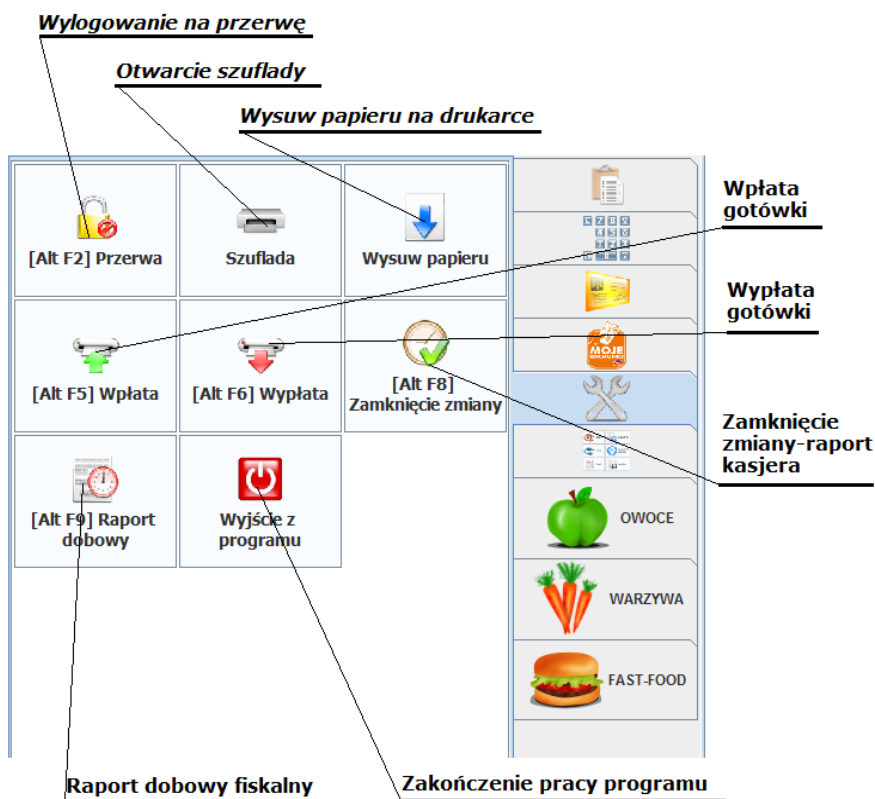 Wylogowanie na przerwę
Otwarcie szuflady
Wysuw papieru na drukarce
Wpłata
gotówki
Wypłata
gotówki
Zamknięcie
zmiany-raport
kasjera
[Alt F2] Przerwa
Szuflada
Wysuw papieru
[Alt F5] Wpłata
[Alt F6] Wypłata
[Alt F8]
Zamknięcie zmiany
[Alt F9] Raport
dobowy
Wyjście z
programu
MOJE
OWOCE
WARZYWA
FAST-FOOD
Raport dobowy fiskalny
Zakończenie pracy programu